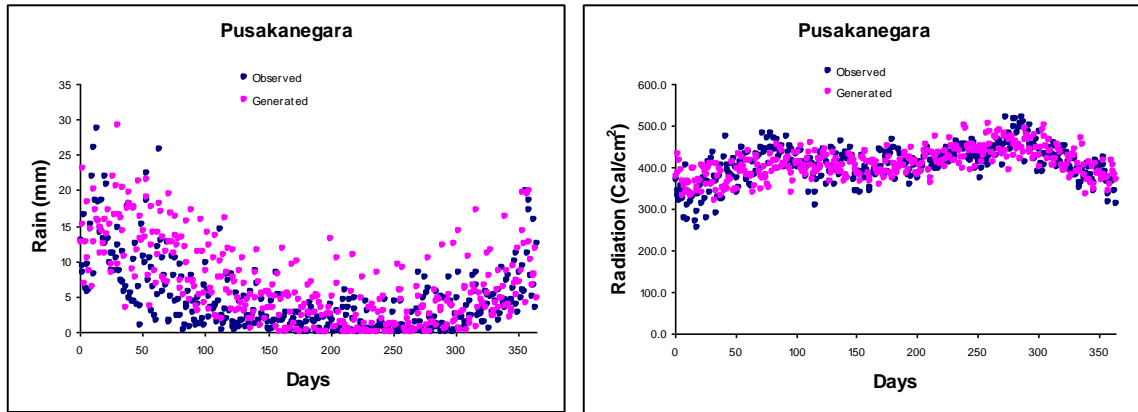 Pusakanegara
Observed
Generated
35
30
25
20
15
10
5
0
Rain (mm)
0 50 100 150 200 250 300 350
Days
Pusakanegara
Observed
Generated
600.0
500.0
400.0
300.0
400.0
100.0
0.0
Radiation (Cal/cm²)
0 50 100 150 200 250 300 350
Days